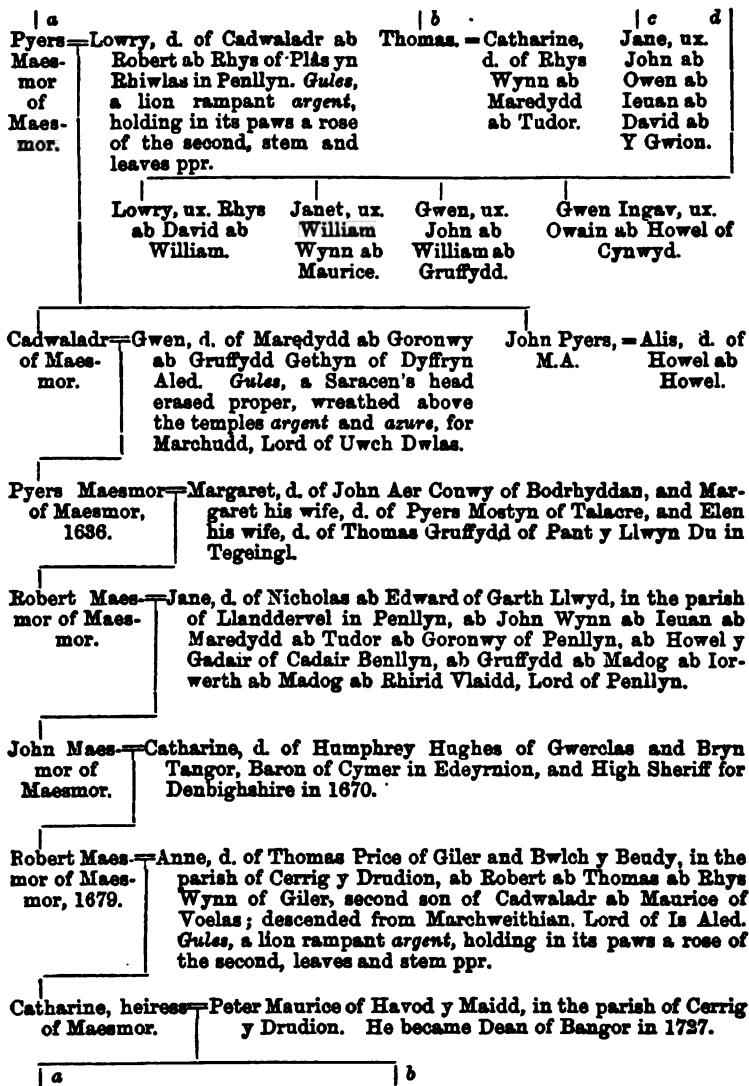 a b c d
Pyers=Lowry, d. of Cadwaladr ab
Maes- Robert ab Rhys of Plâs yn
mor Rhiwlas in Penllyn. Gules,
of a lion rampant argent,
Maes- holding in its paws a rose
mor. of the second, stem and
leaves ppr.
Thomas.=Catharine,
d. of Rhys
Wynn ab
Maredydd
ab Tudor.
Jane, ux.
John ab
Owen ab
Ieuan ab
David ab
Y Gwion.
Lowry, ux. Rhys
ab David ab
William.
Janet, ux.
William
Wynn ab
Maurice.
Gwen, ux.
John ab
William ab
Gruffydd.
Gwen Ingav, ux.
Owain ab Howel of
Cynwyd.
Cadwaladr=Gwen, d. of Maredydd ab Goronwy
of Maes- ab Gruffydd Gethyn of Dyffryn
mor. Aled. Gules, a Saracen's head
erased proper, wreathed above
the temples argent and azure, for
Marchudd, Lord of Uwch Dwlas.
John Pyers,=Alis, d. of
M.A. Howel ab
Howel.
Pyers Maesmor=Margaret, d. of John Aer Conwy of Bodrhyddan, and Mar-
of Maesmor, garet his wife, d. of Pyers Mostyn of Talacre, and Elen
1636. his wife, d. of Thomas Gruffydd of Pant y Llwyn Du in
Tegeingl.
Robert Maes-=Jane, d. of Nicholas ab Edward of Garth Llwyd, in the parish
mor of Maes- of Llanddervel in Penllyn, ab John Wynn ab Ieuan ab
mor. Maredydd ab Tudor ab Goronwy of Penllyn, ab Howel y
Gadair of Cadair Benllyn, ab Gruffydd ab Madog ab Ior-
werth ab Madog ab Rhirid Vlaidd, Lord of Penllyn.
John Maes-=Catharine, d. of Humphrey Hughes of Gwerclas and Bryn
mor of Tangor, Baron of Cymer in Edeyrnion, and High Sheriff for
Maesmor. Denbighshire in 1670.
Robert Maes-=Anne, d. of Thomas Price of Giler and Bwlch y Beudy, in the
mor of Maes- parish of Cerrig y Drudion, ab Robert ab Thomas ab Rhys
mor, 1679. Wynn of Giler, second son of Cadwaladr ab Maurice of
Voelas; descended from Marchweithian, Lord of Is Aled.
Gules, a lion rampant argent, holding in its paws a rose of
the second, leaves and stem ppr.
Catharine, heiress=Peter Maurice of Havod y Maidd, in the parish of Cerrig
of Maesmor. y Drudion. He became Dean of Bangor in 1727.
a b